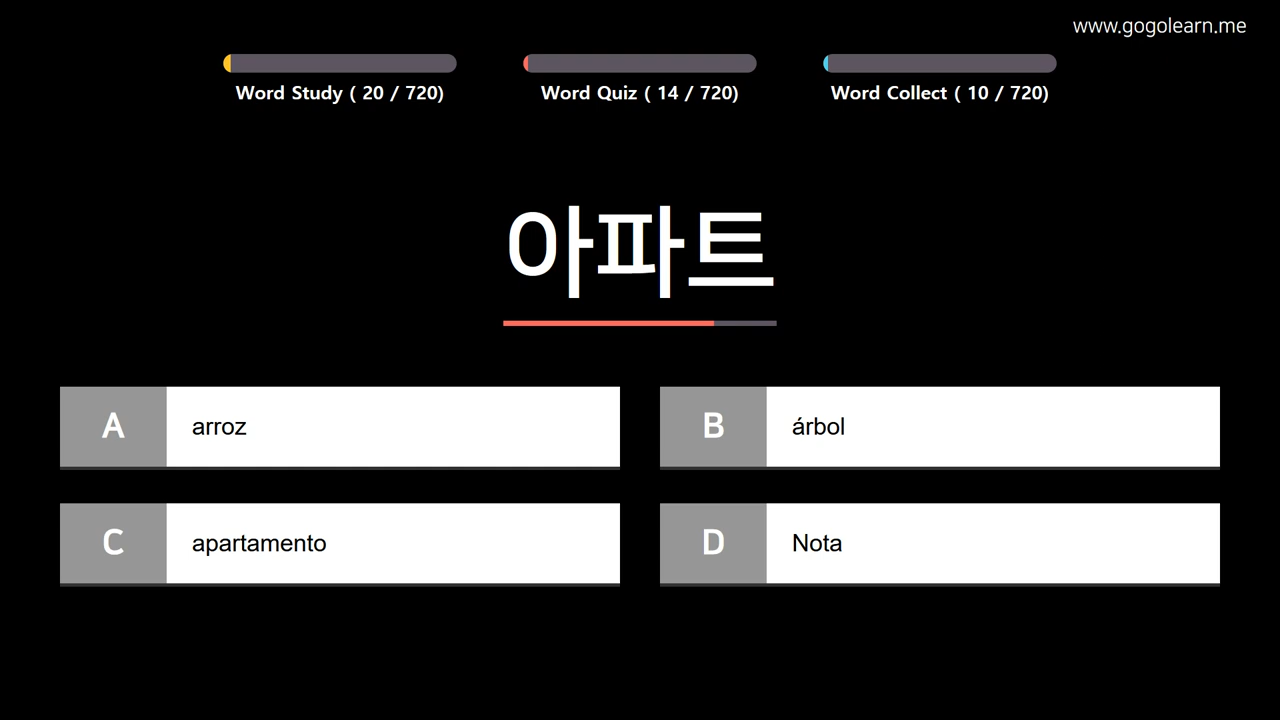 www.gogolearn.me
Word Study ( 20 / 720)
Word Quiz ( 14 / 720)
Word Collect ( 10 / 720)
아파트
A arroz
B árbol
C apartamento
D Nota